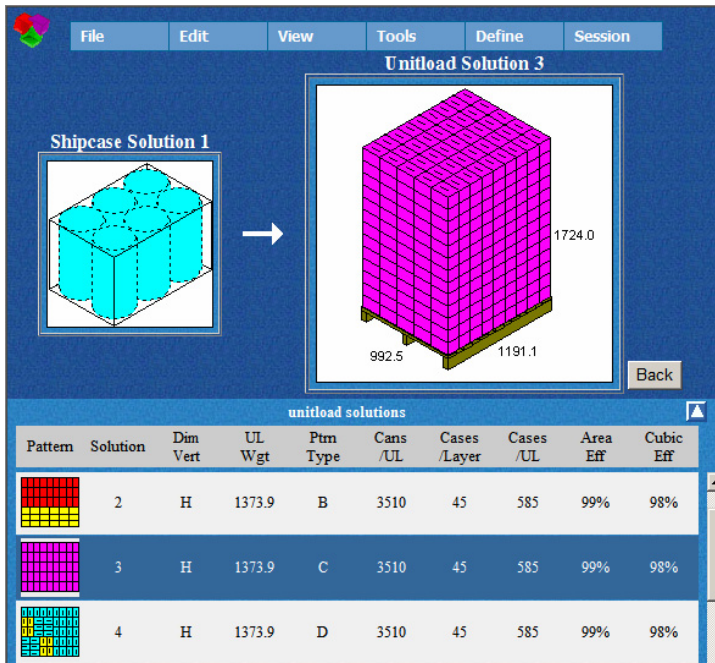 File Edit View Tools Define Session
Unitload Solution 3
Shipcase Solution 1
1724.0
992.5
1191.1
Back
unitload solutions
Pattern Solution Dim Vert UL Wgt Ptrn Type Cans /UL Cases /Layer Cases /UL Area Eff Cubic Eff
2 H 1373.9 B 3510 45 585 99% 98%
3 H 1373.9 C 3510 45 585 99% 98%
4 H 1373.9 D 3510 45 585 99% 98%